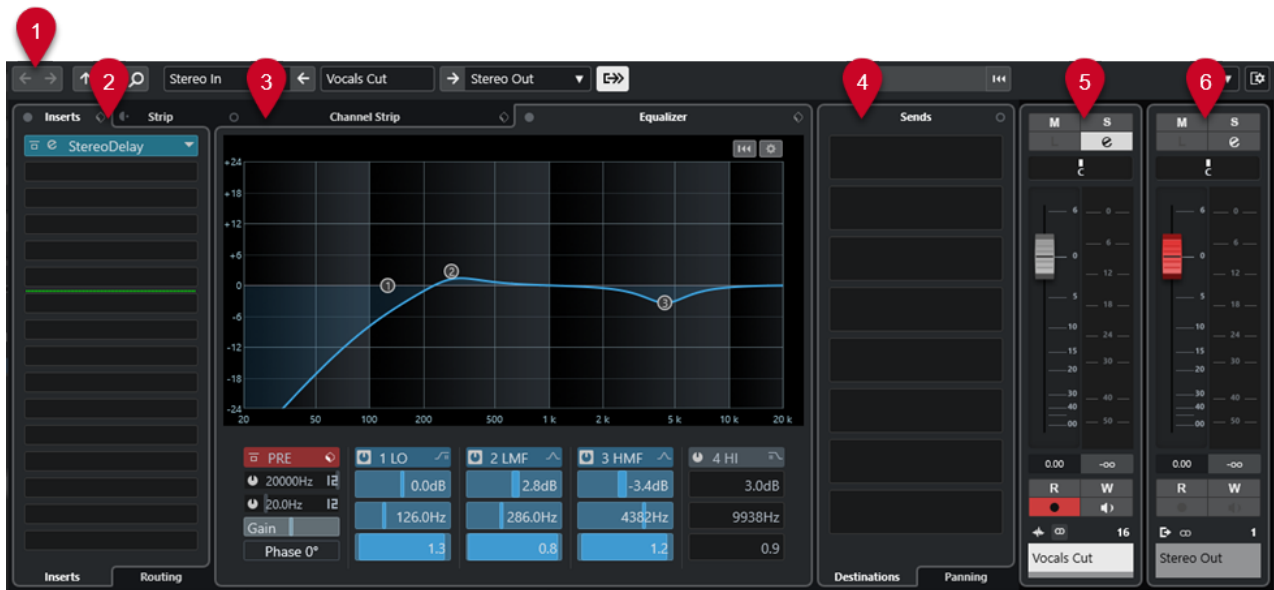 1
2
3
4
5
6
Stereo In
Vocals Cut
Stereo Out
Inserts
Strip
Channel Strip
Equalizer
Sends
StereoDelay
+24
+18
+12
+6
0
-6
-12
-18
-24
20
50
100
200
500
1 k
2 k
5 k
10 k
20 k
1
2
3
PRE
20000Hz
20.0Hz
Gain
Phase 0°
1 LO
0.0dB
126.0Hz
1.3
2 LMF
2.8dB
286.0Hz
0.8
3 HMF
-3.4dB
4382Hz
1.2
4 HI
3.0dB
9938Hz
0.9
Inserts
Routing
Destinations
Panning
M S
L e
C
6
0
5
10
15
20
30
40
00
0
6
12
18
24
30
40
50
0.00 -oo
R W
16
Vocals Cut
M S
L e
C
6
0
5
10
15
20
30
40
00
0
6
12
18
24
30
40
50
0.00 -oo
R W
1
Stereo Out